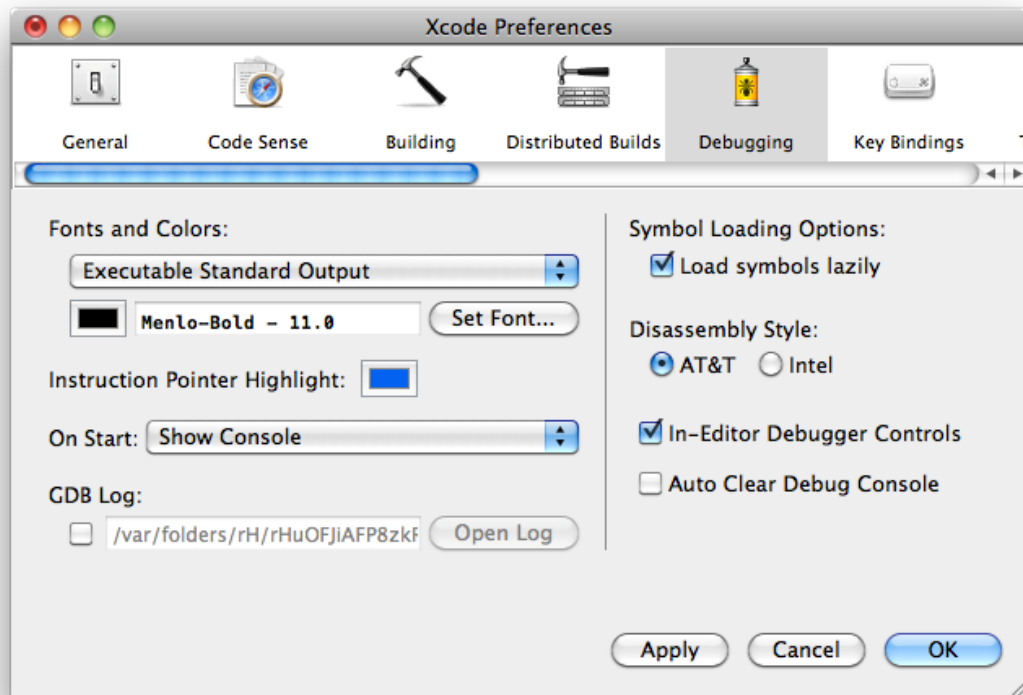 Xcode Preferences
General Code Sense Building Distributed Builds Debugging Key Bindings
Fonts and Colors:
Executable Standard Output
Menlo-Bold - 11.0 Set Font...
Instruction Pointer Highlight:
On Start: Show Console
GDB Log:
/var/folders/rH/rHuOFJiAFP8zkF Open Log
Symbol Loading Options:
Load symbols lazily
Disassembly Style:
AT&T Intel
In-Editor Debugger Controls
Auto Clear Debug Console
Apply Cancel OK